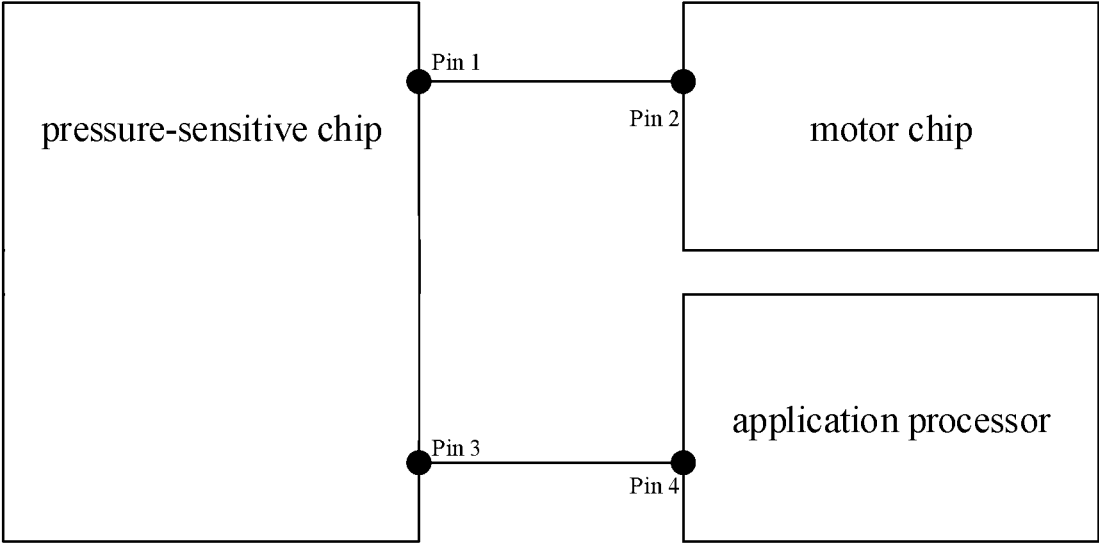 Pin 1
pressure-sensitive chip
Pin 2
motor chip
application processor
Pin 3
Pin 4